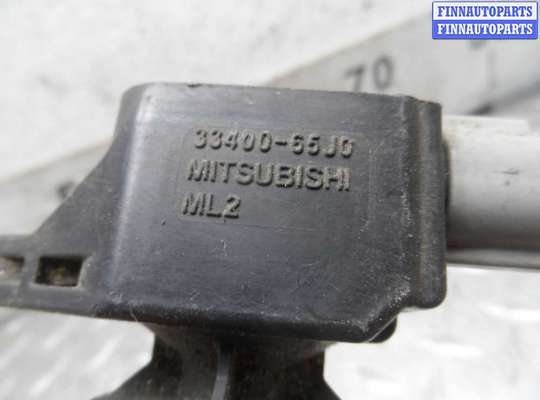 FINNAUTOPARTS
FINNAUTOPARTS
70
33400-65J0
MITSUBISHI
ML2